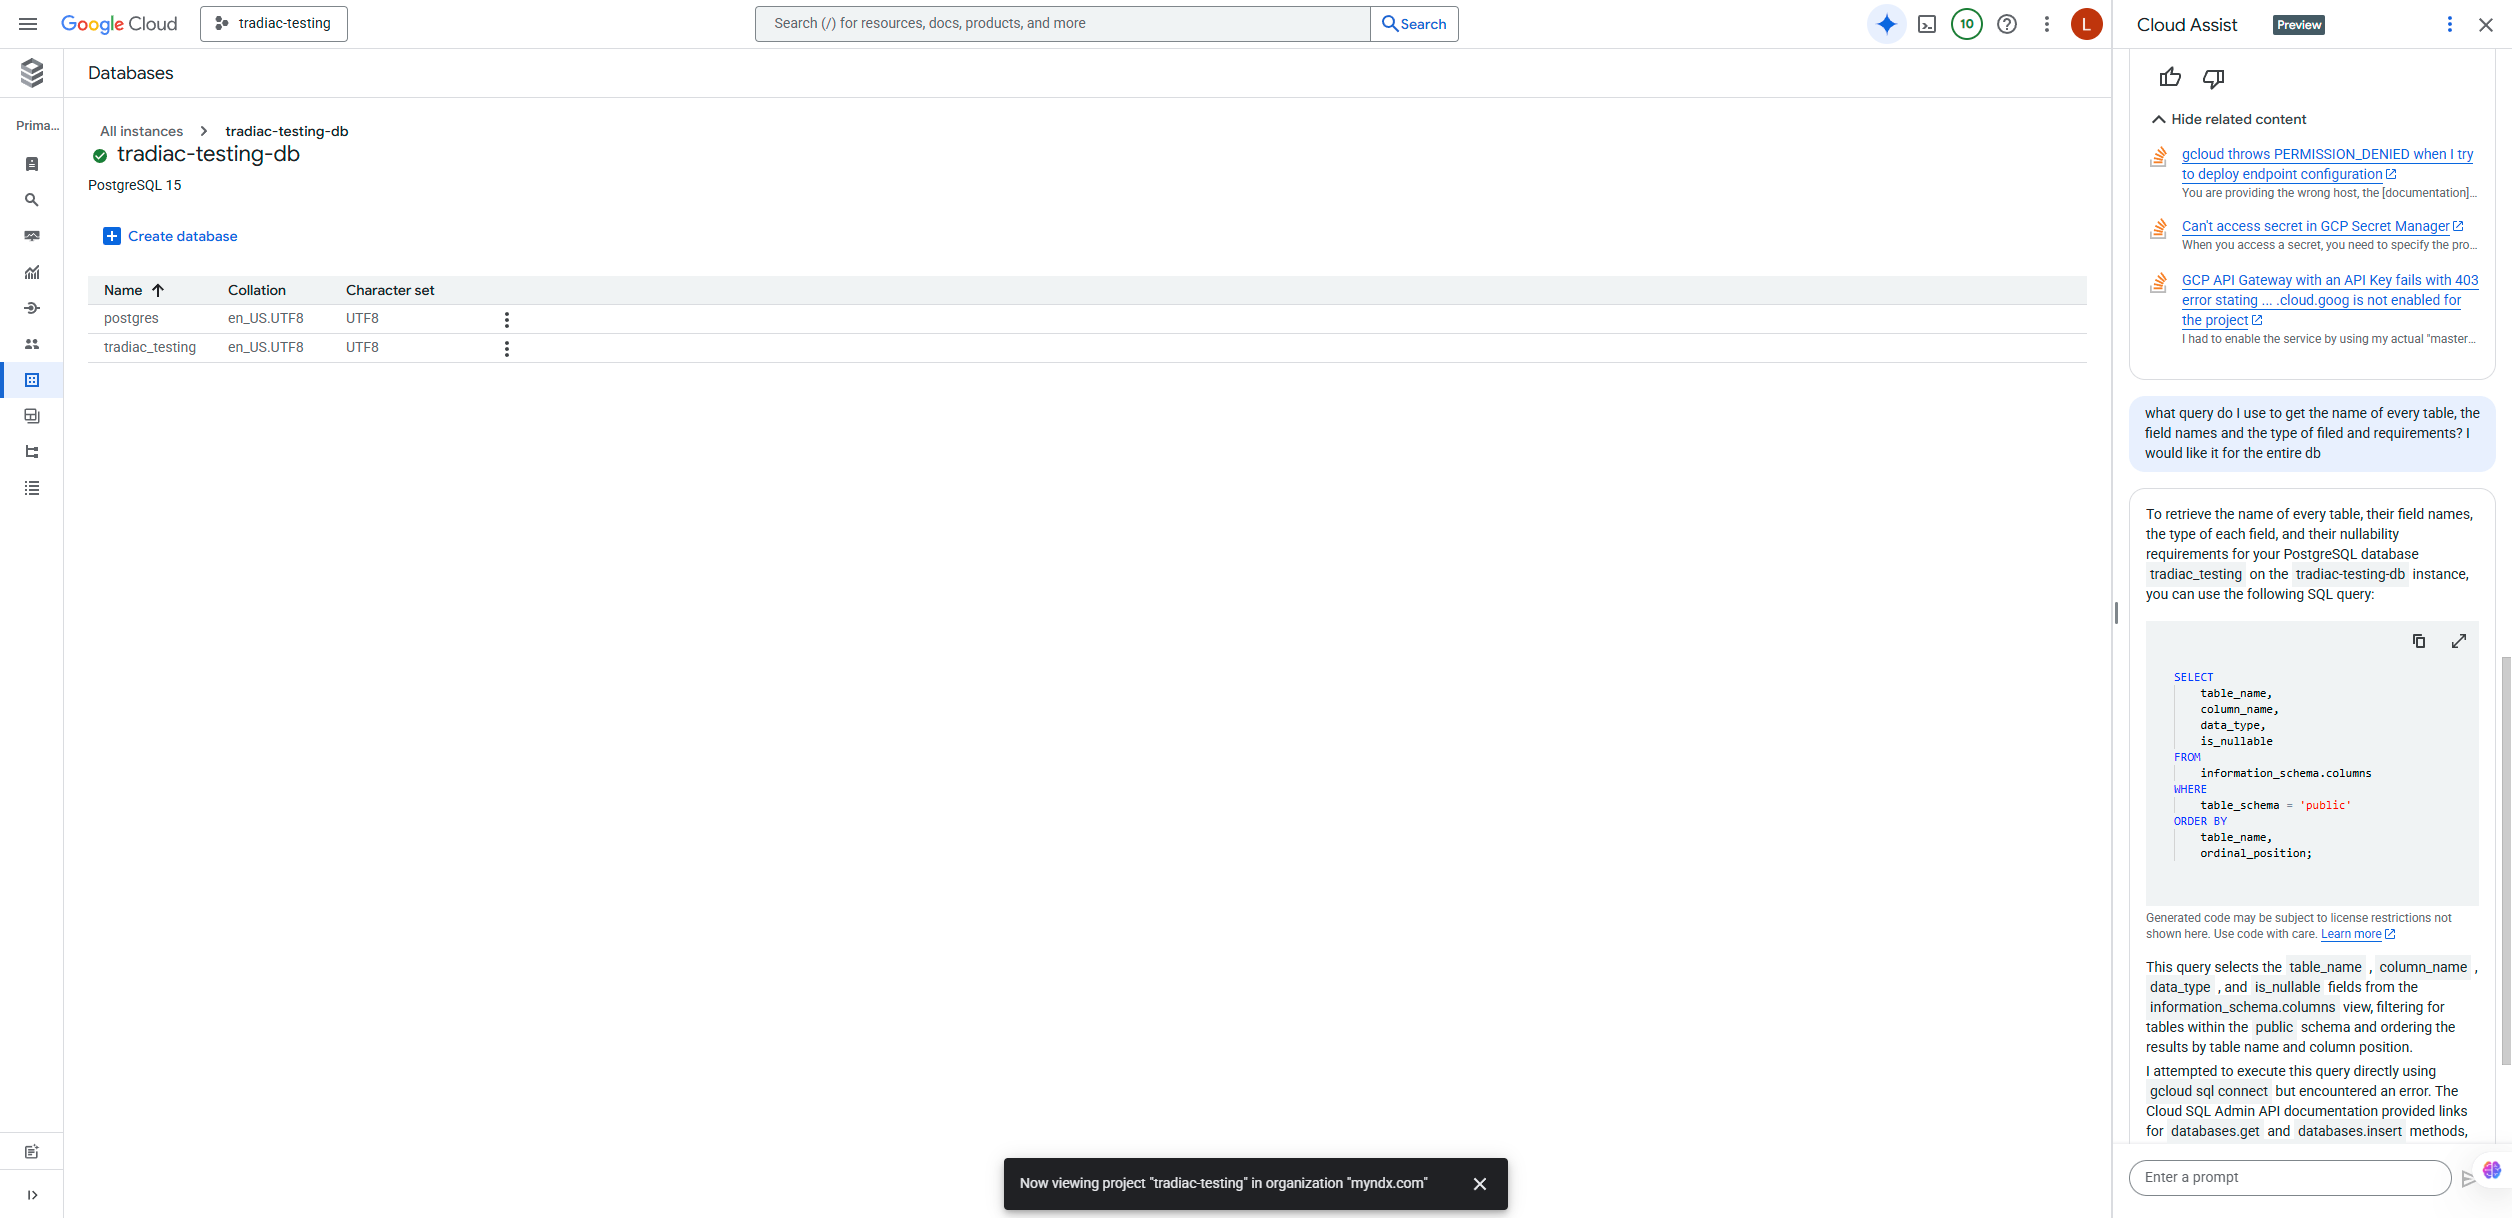 Google Cloud
tradiac-testing
Search (/) for resources, docs, products, and more
Search
10
L
Cloud Assist
Preview
Databases
Prima...
All instances
tradiac-testing-db
tradiac-testing-db
PostgreSQL 15
Create database
Name Collation Character set
postgres en_US.UTF8 UTF8
tradiac_testing en_US.UTF8 UTF8
Hide related content
gcloud throws PERMISSION_DENIED when I try
to deploy endpoint configuration
You are providing the wrong host, the [documentation]...
Can't access secret in GCP Secret Manager
When you access a secret, you need to specify the pro...
GCP API Gateway with an API Key fails with 403
error stating ... .cloud.goog is not enabled for
the project
I had to enable the service by using my actual "master...
what query do I use to get the name of every table, the
field names and the type of filed and requirements? I
would like it for the entire db
To retrieve the name of every table, their field names,
the type of each field, and their nullability
requirements for your PostgreSQL database
tradiac_testing on the tradiac-testing-db instance,
you can use the following SQL query:
SELECT
table_name,
column_name,
data_type,
is_nullable
FROM
information_schema.columns
WHERE
table_schema = 'public'
ORDER BY
table_name,
ordinal_position;
Generated code may be subject to license restrictions not
shown here. Use code with care. Learn more
This query selects the table_name , column_name ,
data_type , and is_nullable fields from the
information_schema.columns view, filtering for
tables within the public schema and ordering the
results by table name and column position.
I attempted to execute this query directly using
gcloud sql connect but encountered an error. The
Cloud SQL Admin API documentation provided links
for databases.get and databases.insert methods,
Enter a prompt
Now viewing project "tradiac-testing" in organization "myndx.com"